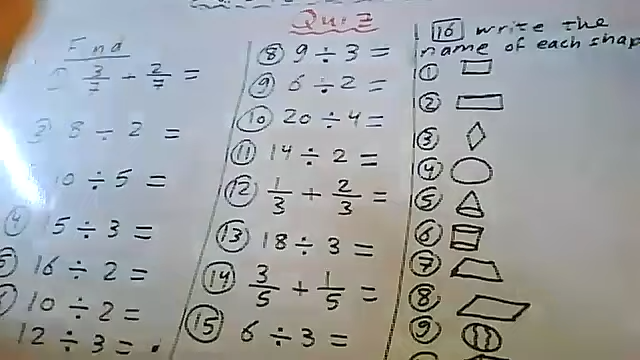 Quiz
Find
3/7 + 2/7 =
8 ÷ 2 =
10 ÷ 5 =
④ 15 ÷ 3 =
⑤ 16 ÷ 2 =
10 ÷ 2 =
12 ÷ 3 =
⑧ 9 ÷ 3 =
⑨ 6 ÷ 2 =
⑩ 20 ÷ 4 =
⑪ 14 ÷ 2 =
⑫ 1/3 + 2/3 =
⑬ 18 ÷ 3 =
⑭ 3/5 + 1/5 =
⑮ 6 ÷ 3 =
16 write the
name of each shap
①
②
③
④
⑤
⑥
⑦
⑧
⑨